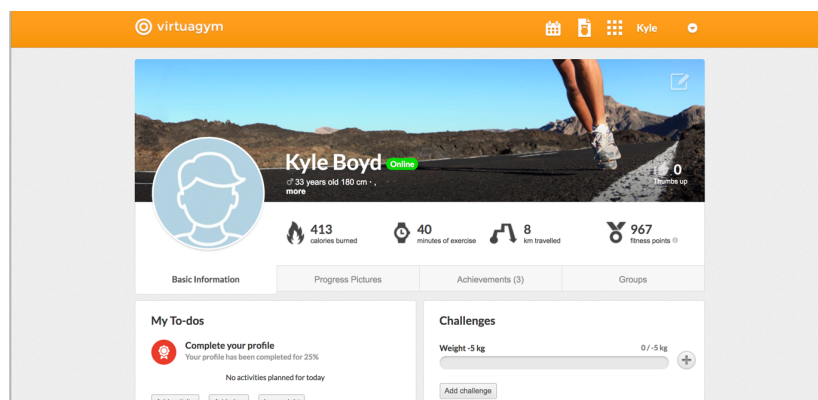 virtuagym
Kyle
Kyle Boyd Online
33 years old 180 cm · ,
more
0
Thumbs up
413
calories burned
40
minutes of exercise
8
km travelled
967
fitness points
Basic Information
Progress Pictures
Achievements (3)
Groups
My To-dos
Complete your profile
Your profile has been completed for 25%
No activities planned for today
Challenges
Weight -5 kg
0 / -5 kg
Add challenge